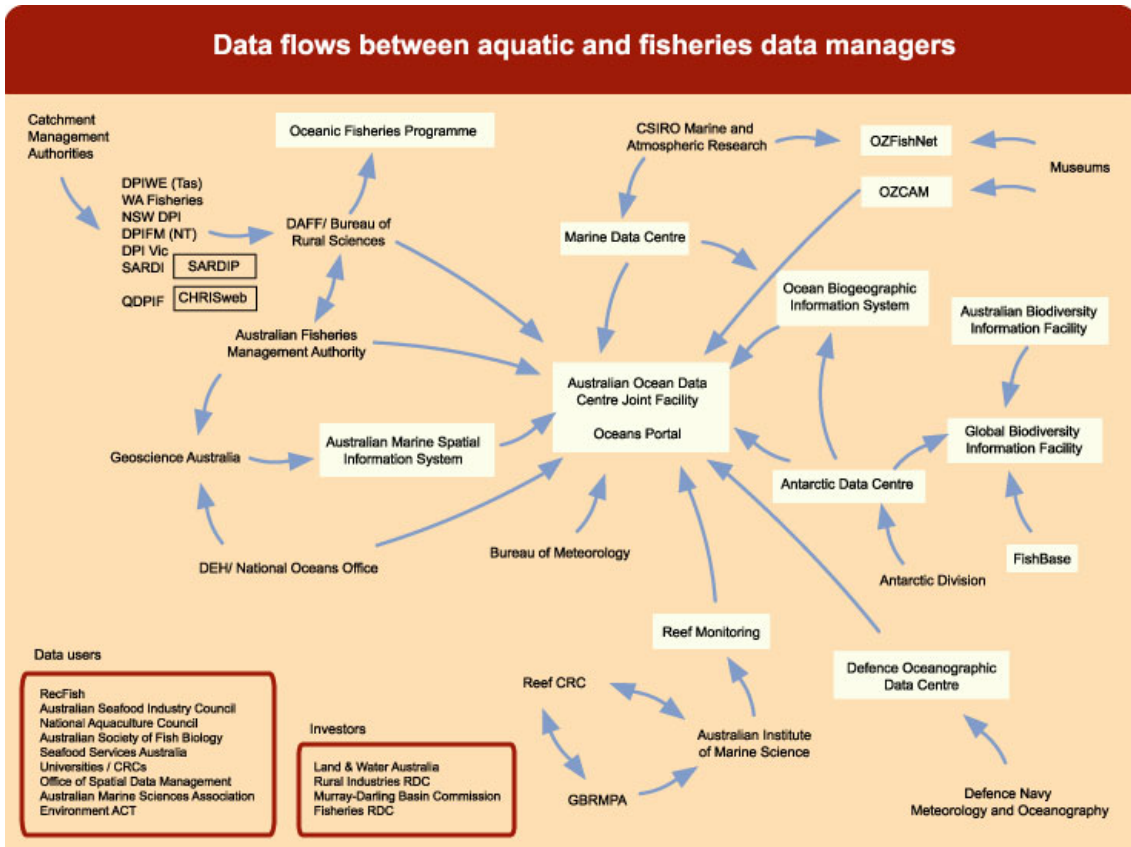 Data flows between aquatic and fisheries data managers
Catchment
Management
Authorities
Oceanic Fisheries Programme
CSIRO Marine and
Atmospheric Research
OZFishNet
Museums
OZCAM
DPIWE (Tas)
WA Fisheries
NSW DPI
DPIFM (NT)
DPI Vic
SARDI
SARDIP
QDPIF
CHRISweb
DAFF/ Bureau of
Rural Sciences
Marine Data Centre
Ocean Biogeographic
Information System
Australian Biodiversity
Information Facility
Australian Fisheries
Management Authority
Australian Ocean Data
Centre Joint Facility
Oceans Portal
Geoscience Australia
Australian Marine Spatial
Information System
Global Biodiversity
Information Facility
Antarctic Data Centre
DEH/ National Oceans Office
Bureau of Meteorology
Antarctic Division
FishBase
Reef Monitoring
Defence Oceanographic
Data Centre
Reef CRC
Australian Institute
of Marine Science
GBRMPA
Defence Navy
Meteorology and Oceanography
Data users
RecFish
Australian Seafood Industry Council
National Aquaculture Council
Australian Society of Fish Biology
Seafood Services Australia
Universities / CRCs
Office of Spatial Data Management
Australian Marine Sciences Association
Environment ACT
Investors
Land & Water Australia
Rural Industries RDC
Murray-Darling Basin Commission
Fisheries RDC